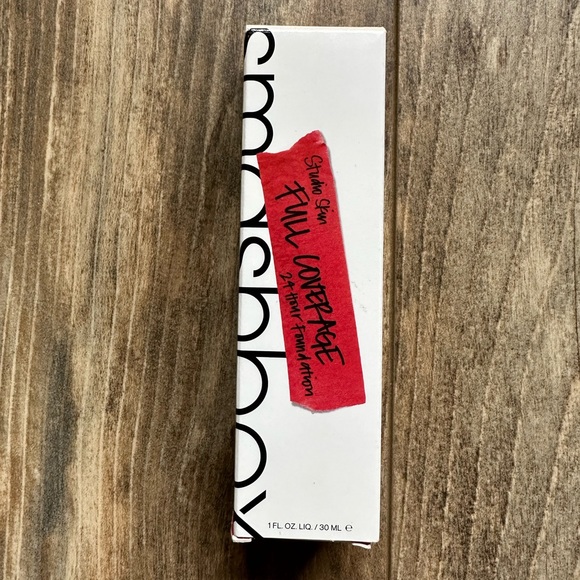 smashbox
Studio Skin
FULL COVERAGE
24 Hour Foundation
1 FL. OZ. LIQ. / 30 ML ℮